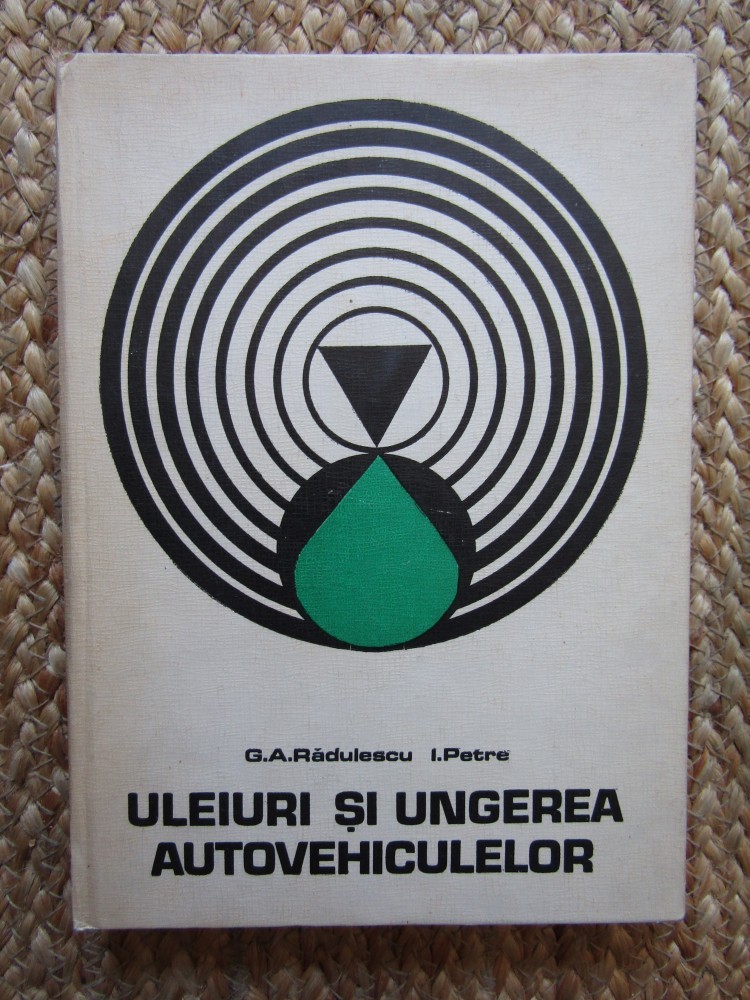 G.A.Rădulescu I.Petre
ULEIURI ȘI UNGEREA
AUTOVEHICULELOR